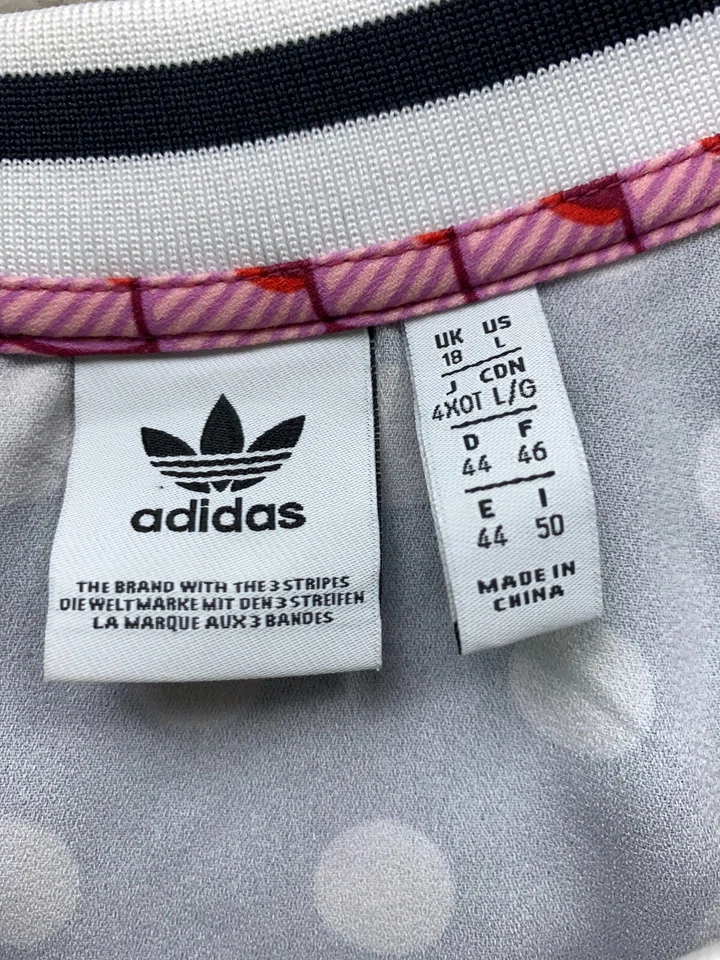 adidas
THE BRAND WITH THE 3 STRIPES
DIE WELTMARKE MIT DEN 3 STREIFEN
LA MARQUE AUX 3 BANDES
UK US
18 L
J CDN
4XOT L/G
D F
44 46
E I
44 50
MADE IN
CHINA